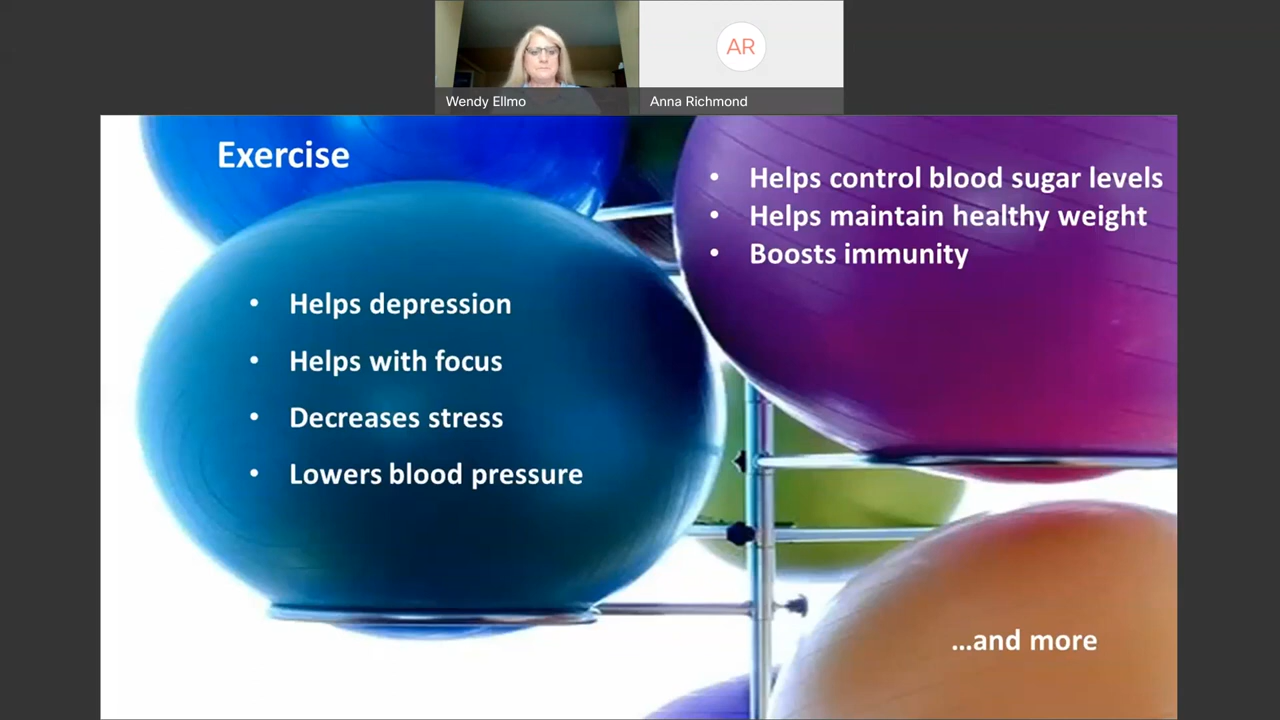 AR
Wendy Ellmo
Anna Richmond
Exercise
• Helps depression
• Helps with focus
• Decreases stress
• Lowers blood pressure
• Helps control blood sugar levels
• Helps maintain healthy weight
• Boosts immunity
...and more